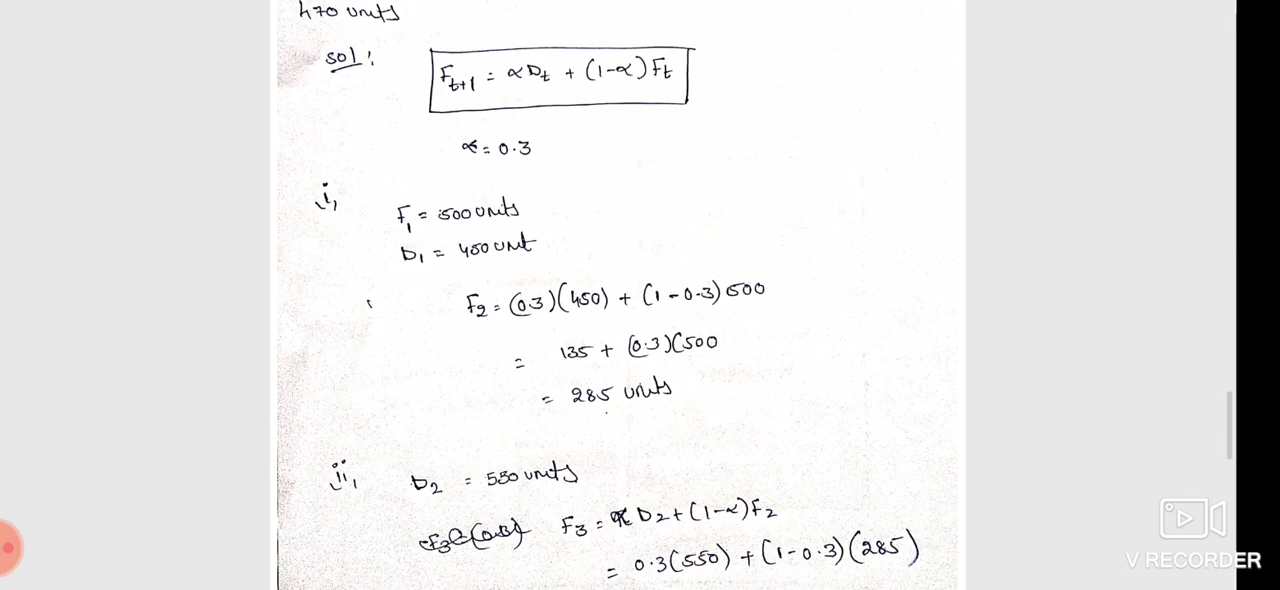 470 units
sol:
Ft+1 = αDt + (1-α)Ft
α = 0.3
i,
F1 = 500 units
D1 = 450 unit
F2 = (0.3)(450) + (1-0.3)500
= 135 + (0.3)(500
= 285 units
ii, D2 = 550 units
F3 = αD2+(1-α)F2
= 0.3(550) + (1-0.3)(285)
V RECORDER